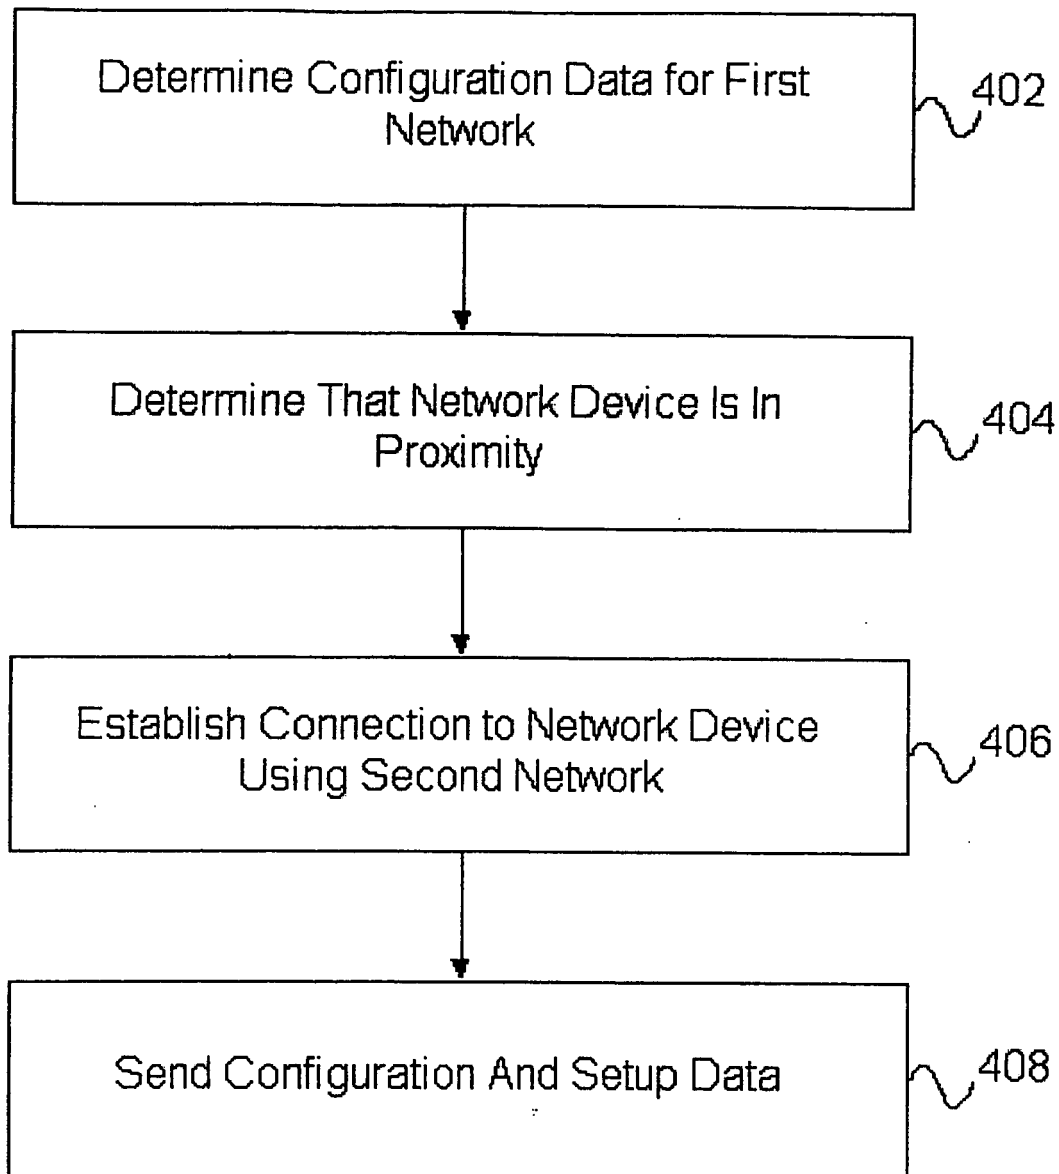 Determine Configuration Data for First
Network
402
Determine That Network Device Is In
Proximity
404
Establish Connection to Network Device
Using Second Network
406
Send Configuration And Setup Data
408